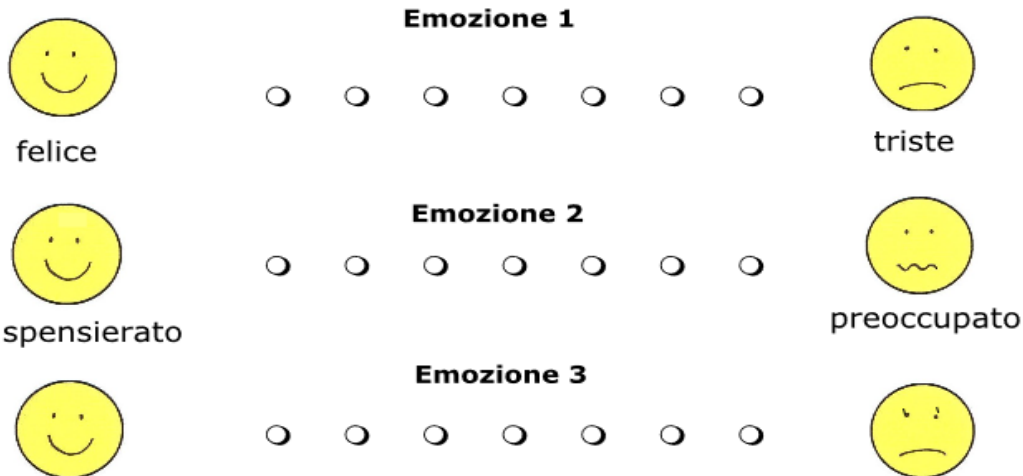 Emozione 1
felice
triste
Emozione 2
spensierato
preoccupato
Emozione 3